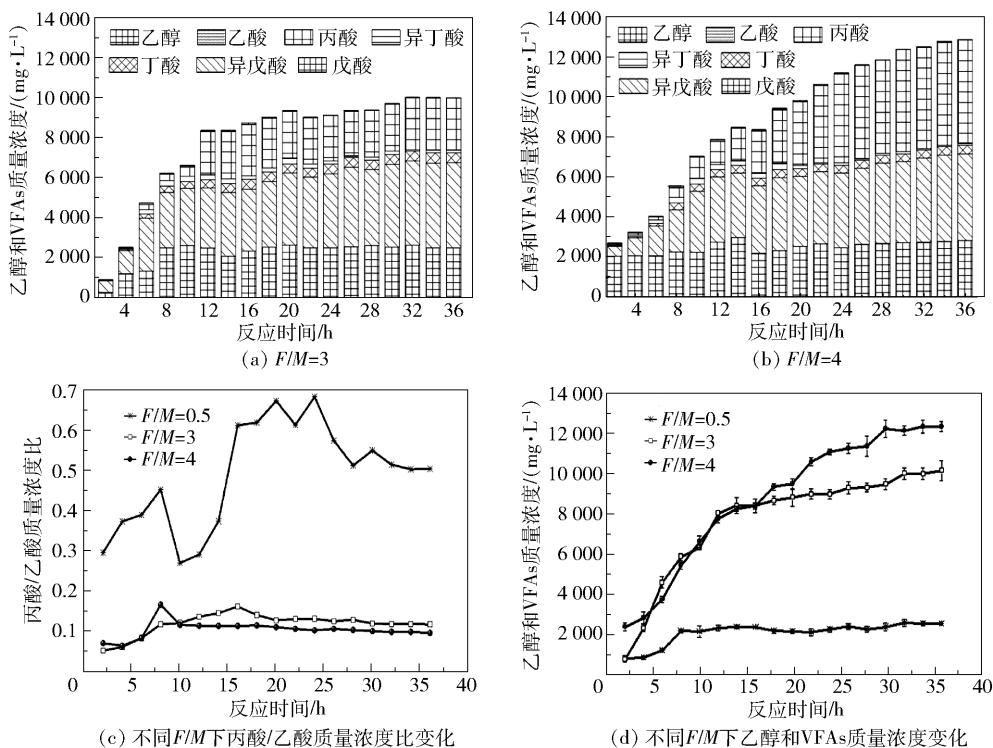 14 000
12 000
10 000
8 000
6 000
4 000
2 000
0
乙醇和VFAs质量浓度/(mg·L⁻¹)
乙醇 乙酸 丙酸 异丁酸
丁酸 异戊酸 戊酸
4 8 12 16 20 24 28 32 36
反应时间/h
(a) F/M=3
14 000
12 000
10 000
8 000
6 000
4 000
2 000
0
乙醇和VFAs质量浓度/(mg·L⁻¹)
乙醇 乙酸 丙酸
异丁酸 丁酸
异戊酸 戊酸
4 8 12 16 20 24 28 32 36
反应时间/h
(b) F/M=4
0.7
0.6
0.5
0.4
0.3
0.2
0.1
丙酸/乙酸质量浓度比
F/M=0.5
F/M=3
F/M=4
0 5 10 15 20 25 30 35 40
反应时间/h
(c) 不同F/M下丙酸/乙酸质量浓度比变化
14 000
12 000
10 000
8 000
6 000
4 000
2 000
乙醇和VFAs质量浓度/(mg·L⁻¹)
F/M=0.5
F/M=3
F/M=4
0 5 10 15 20 25 30 35 40
反应时间/h
(d) 不同F/M下乙醇和VFAs质量浓度变化